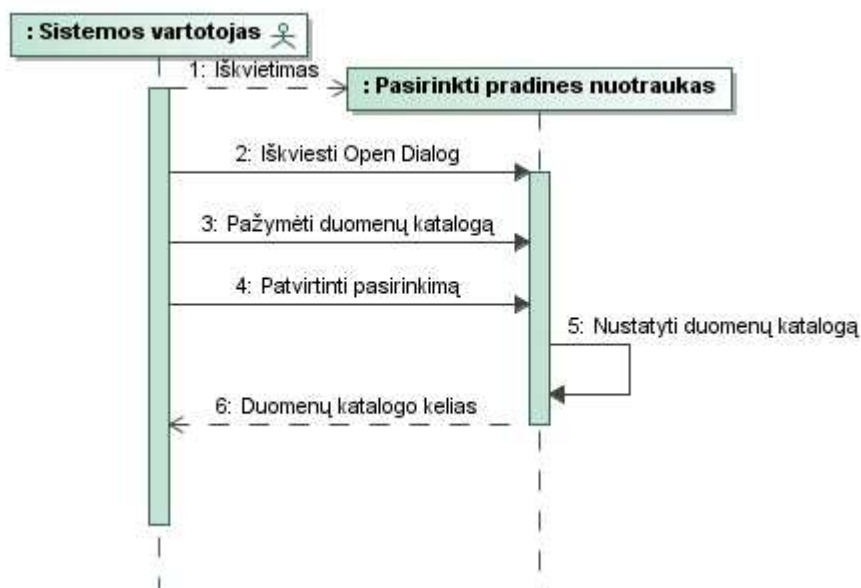 : Sistemos vartotojas
1: Iškvietimas
: Pasirinkti pradines nuotraukas
2: Iškviesti Open Dialog
3: Pažymėti duomenų katalogą
4: Patvirtinti pasirinkimą
5: Nustatyti duomenų katalogą
6: Duomenų katalogo kelias